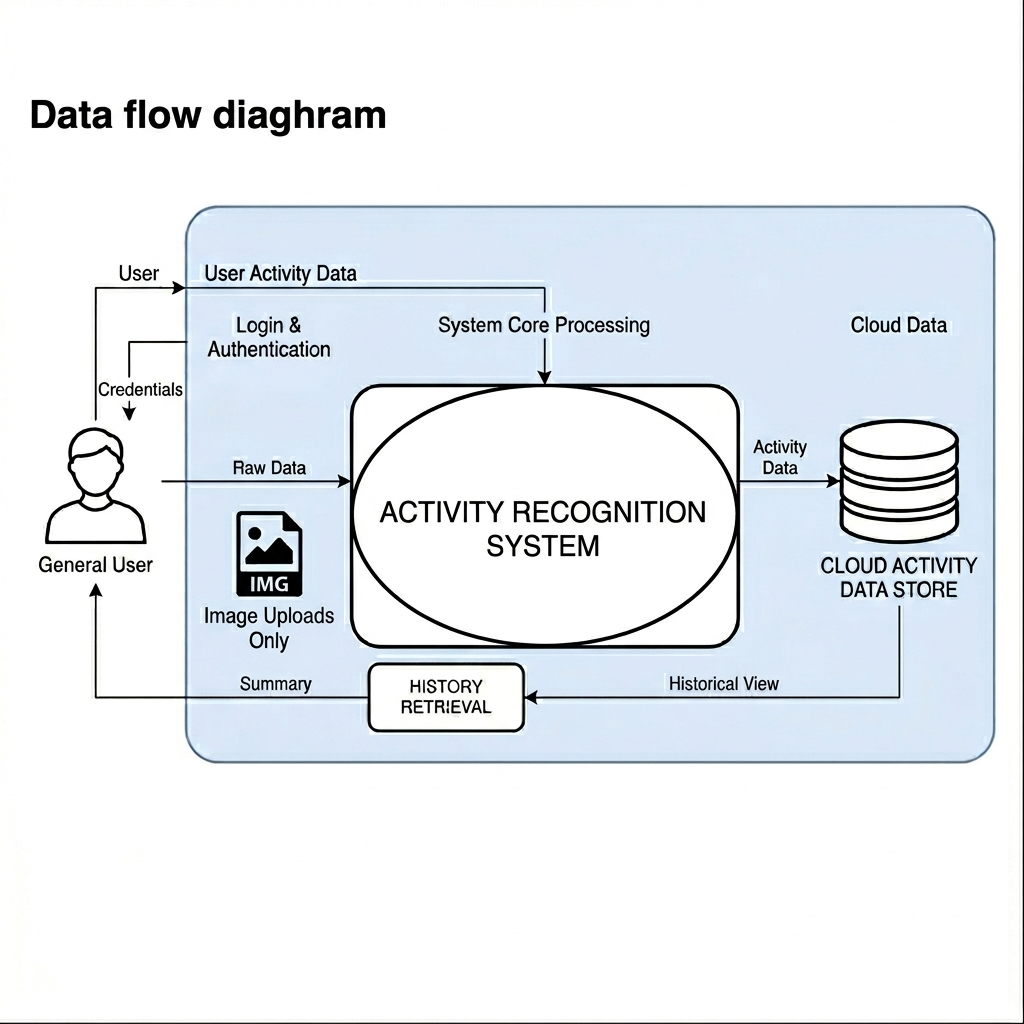 Data flow diaghram
User
User Activity Data
Login &
Authentication
System Core Processing
Cloud Data
Credentials
Raw Data
Activity
Data
ACTIVITY RECOGNITION
SYSTEM
General User
IMG
Image Uploads
Only
CLOUD ACTIVITY
DATA STORE
Summary
HISTORY
RETRIEVAL
Historical View